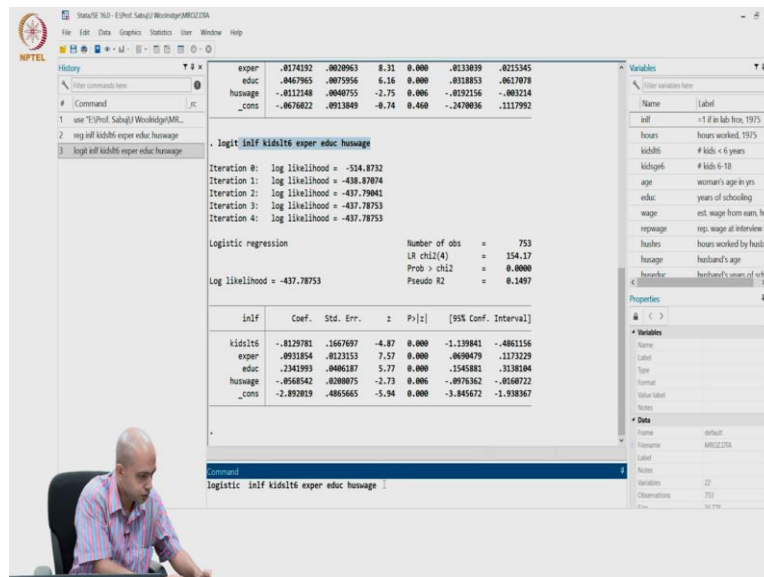 Stata/SE 16.0 - E:\Prof. Sabuj\J Woolridge\MROZ.DTA
File Edit Data Graphics Statistics User Window Help
NPTEL
History
Filter commands here
# Command _rc
1 use "E:\Prof. Sabuj\J Woolridge\MR...
2 reg inlf kidslt6 exper educ huswage
3 logit inlf kidslt6 exper educ huswage
exper .0174192 .0020963 8.31 0.000 .0133039 .0215345
educ .0467965 .0075956 6.16 0.000 .0318853 .0617078
huswage -.0112148 .0040755 -2.75 0.006 -.0192156 -.003214
_cons -.0676022 .0913849 -0.74 0.460 -.2470036 .1117992
. logit inlf kidslt6 exper educ huswage
Iteration 0: log likelihood = -514.8732
Iteration 1: log likelihood = -438.87074
Iteration 2: log likelihood = -437.79041
Iteration 3: log likelihood = -437.78753
Iteration 4: log likelihood = -437.78753
Logistic regression Number of obs = 753
LR chi2(4) = 154.17
Prob > chi2 = 0.0000
Log likelihood = -437.78753 Pseudo R2 = 0.1497
inlf Coef. Std. Err. z P>|z| [95% Conf. Interval]
kidslt6 -.8129781 .1667697 -4.87 0.000 -1.139841 -.4861156
exper .0931854 .0123153 7.57 0.000 .0690479 .1173229
educ .2341993 .0406187 5.77 0.000 .1545881 .3138104
huswage -.0568542 .0208075 -2.73 0.006 -.0976362 -.0160722
_cons -2.892019 .4865665 -5.94 0.000 -3.845672 -1.938367
.
Command
logistic inlf kidslt6 exper educ huswage
Variables
Filter variables here
Name Label
inlf =1 if in lab frce, 1975
hours hours worked, 1975
kidslt6 # kids < 6 years
kidsge6 # kids 6-18
age woman's age in yrs
educ years of schooling
wage est. wage from earn, h
repwage rep. wage at interview
hushrs hours worked by husb
husage husband's age
huseduc husband's years of sch
Properties
Variables
Name
Label
Type
Format
Value label
Notes
Data
Frame default
Filename MROZ.DTA
Label
Notes
Variables 22
Observations 753